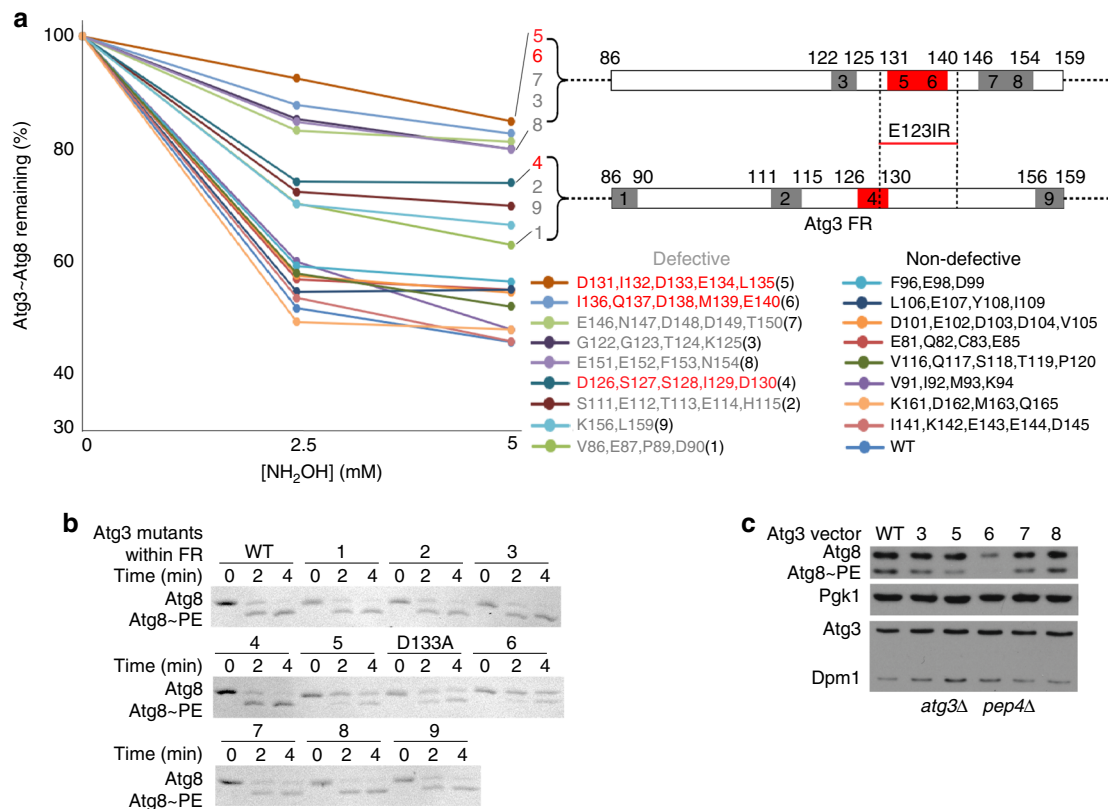 a
Atg3~Atg8 remaining (%)
100
80
60
40
30
0 2.5 5
[NH2OH] (mM)
5
6
7
3
8
4
2
9
1
86 122 125 131 140 146 154 159
3 5 6 7 8
E123IR
86 90 111 115 126 130 156 159
1 2 4 9
Atg3 FR
Defective
D131,I132,D133,E134,L135(5)
I136,Q137,D138,M139,E140(6)
E146,N147,D148,D149,T150(7)
G122,G123,T124,K125(3)
E151,E152,F153,N154(8)
D126,S127,S128,I129,D130(4)
S111,E112,T113,E114,H115(2)
K156,L159(9)
V86,E87,P89,D90(1)
Non-defective
F96,E98,D99
L106,E107,Y108,I109
D101,E102,D103,D104,V105
E81,Q82,C83,E85
V116,Q117,S118,T119,P120
V91,I92,M93,K94
K161,D162,M163,Q165
I141,K142,E143,E144,D145
WT
b
Atg3 mutants
within FR WT 1 2 3
Time (min) 0 2 4 0 2 4 0 2 4 0 2 4
Atg8
Atg8~PE
4 5 D133A 6
Time (min) 0 2 4 0 2 4 0 2 4 0 2 4
Atg8
Atg8~PE
7 8 9
Time (min) 0 2 4 0 2 4 0 2 4
Atg8
Atg8~PE
c
Atg3 vector WT 3 5 6 7 8
Atg8
Atg8~PE
Pgk1
Atg3
Dpm1
atg3Δ pep4Δ